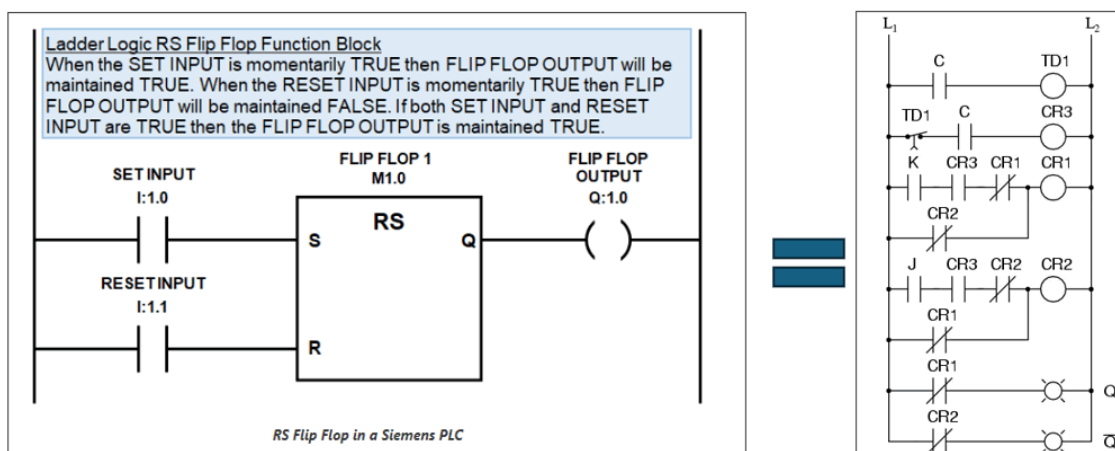 Ladder Logic RS Flip Flop Function Block
When the SET INPUT is momentarily TRUE then FLIP FLOP OUTPUT will be
maintained TRUE. When the RESET INPUT is momentarily TRUE then FLIP
FLOP OUTPUT will be maintained FALSE. If both SET INPUT and RESET
INPUT are TRUE then the FLIP FLOP OUTPUT is maintained TRUE.
SET INPUT
I:1.0
FLIP FLOP 1
M1.0
FLIP FLOP
OUTPUT
Q:1.0
RS
S
Q
RESET INPUT
I:1.1
R
RS Flip Flop in a Siemens PLC
L1 L2
C TD1
TD1 C CR3
K CR3 CR1 CR1
CR2
J CR3 CR2 CR2
CR1
CR1
Q
CR2
Q̅